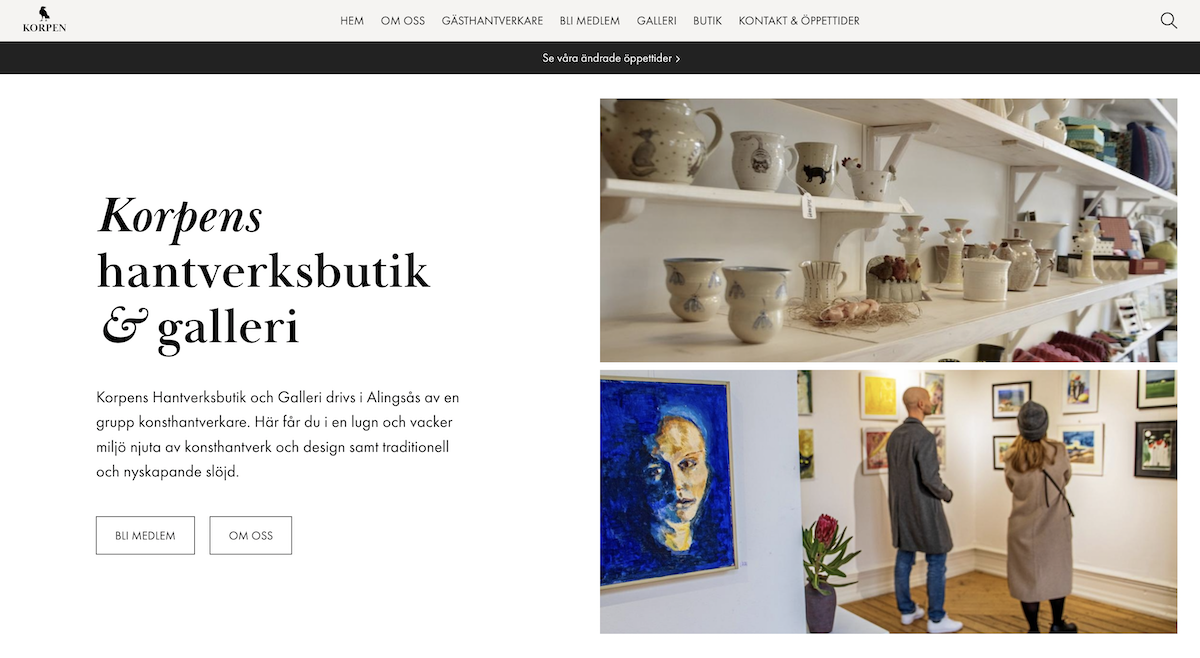 KORPEN
HEM OM OSS GÄSTHANTVERKARE BLI MEDLEM GALLERI BUTIK KONTAKT & ÖPPETTIDER
Se våra ändrade öppettider >
Korpens
hantverksbutik
& galleri
Korpens Hantverksbutik och Galleri drivs i Alingsås av en
grupp konsthantverkare. Här får du i en lugn och vacker
miljö njuta av konsthantverk och design samt traditionell
och nyskapande slöjd.
BLI MEDLEM OM OSS